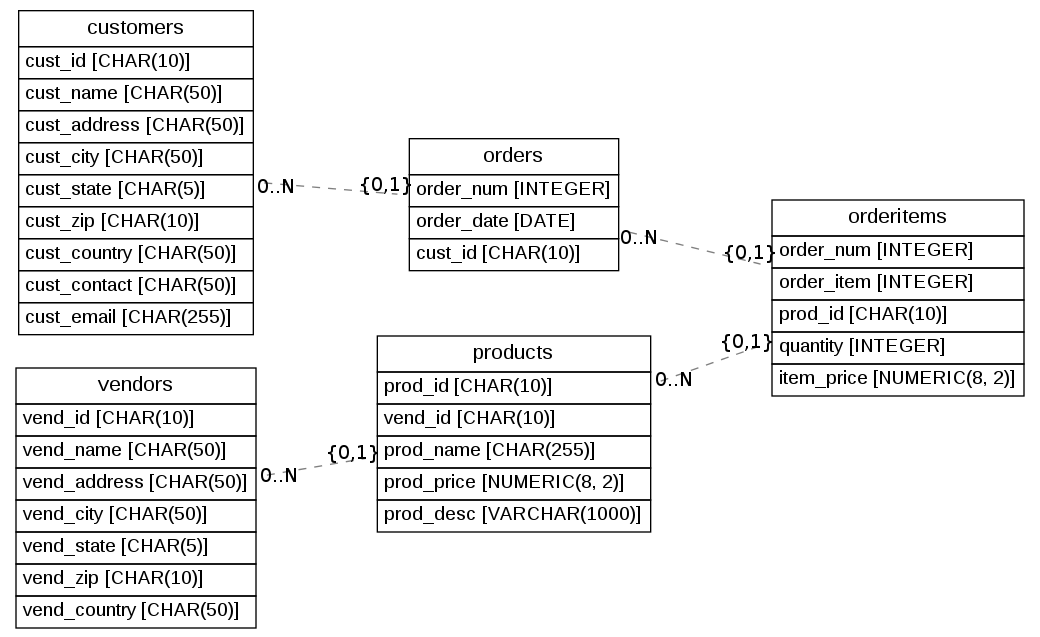 customers
cust_id [CHAR(10)]
cust_name [CHAR(50)]
cust_address [CHAR(50)]
cust_city [CHAR(50)]
cust_state [CHAR(5)]
cust_zip [CHAR(10)]
cust_country [CHAR(50)]
cust_contact [CHAR(50)]
cust_email [CHAR(255)]
0..N
{0,1}
orders
order_num [INTEGER]
order_date [DATE]
cust_id [CHAR(10)]
0..N
{0,1}
orderitems
order_num [INTEGER]
order_item [INTEGER]
prod_id [CHAR(10)]
quantity [INTEGER]
item_price [NUMERIC(8, 2)]
vendors
vend_id [CHAR(10)]
vend_name [CHAR(50)]
vend_address [CHAR(50)]
vend_city [CHAR(50)]
vend_state [CHAR(5)]
vend_zip [CHAR(10)]
vend_country [CHAR(50)]
0..N
{0,1}
products
prod_id [CHAR(10)]
vend_id [CHAR(10)]
prod_name [CHAR(255)]
prod_price [NUMERIC(8, 2)]
prod_desc [VARCHAR(1000)]
0..N
{0,1}